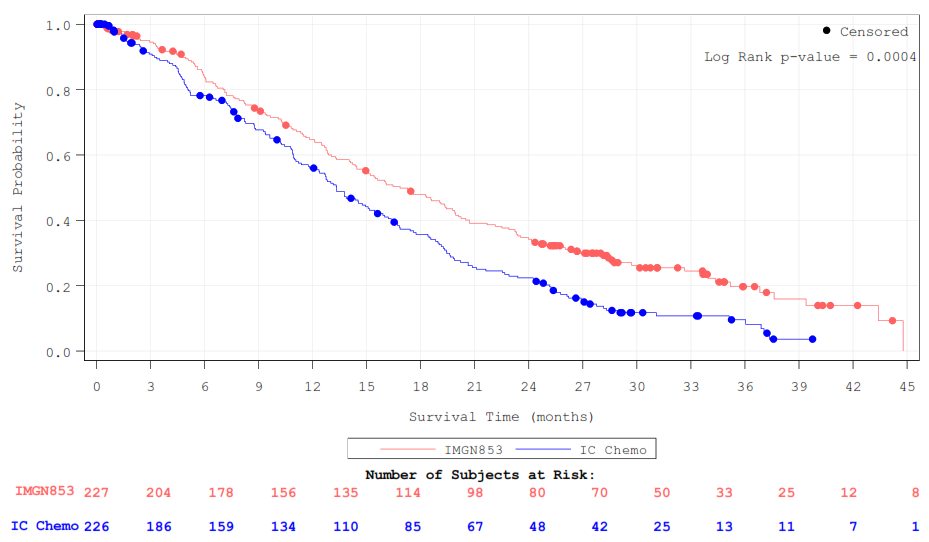 Censored
Log Rank p-value = 0.0004
Survival Probability
1.0
0.8
0.6
0.4
0.2
0.0
0 3 6 9 12 15 18 21 24 27 30 33 36 39 42 45
Survival Time (months)
IMGN853 IC Chemo
Number of Subjects at Risk:
IMGN853 227 204 178 156 135 114 98 80 70 50 33 25 12 8
IC Chemo 226 186 159 134 110 85 67 48 42 25 13 11 7 1